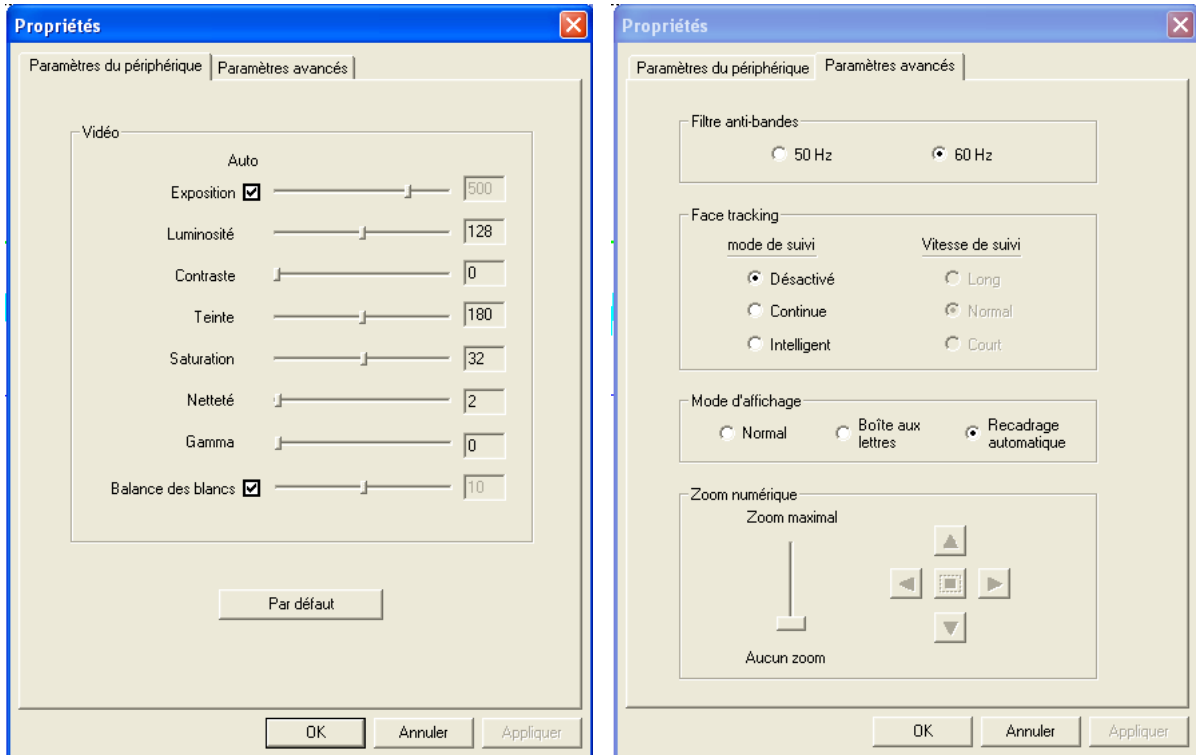 Propriétés
Paramètres du périphérique
Paramètres avancés
Vidéo
Auto
Exposition
500
Luminosité
128
Contraste
0
Teinte
180
Saturation
32
Netteté
2
Gamma
0
Balance des blancs
10
Par défaut
OK
Annuler
Appliquer
Propriétés
Paramètres du périphérique
Paramètres avancés
Filtre anti-bandes
50 Hz
60 Hz
Face tracking
mode de suivi
Vitesse de suivi
Désactivé
Long
Continue
Normal
Intelligent
Court
Mode d'affichage
Normal
Boîte aux
lettres
Recadrage
automatique
Zoom numérique
Zoom maximal
Aucun zoom
OK
Annuler
Appliquer